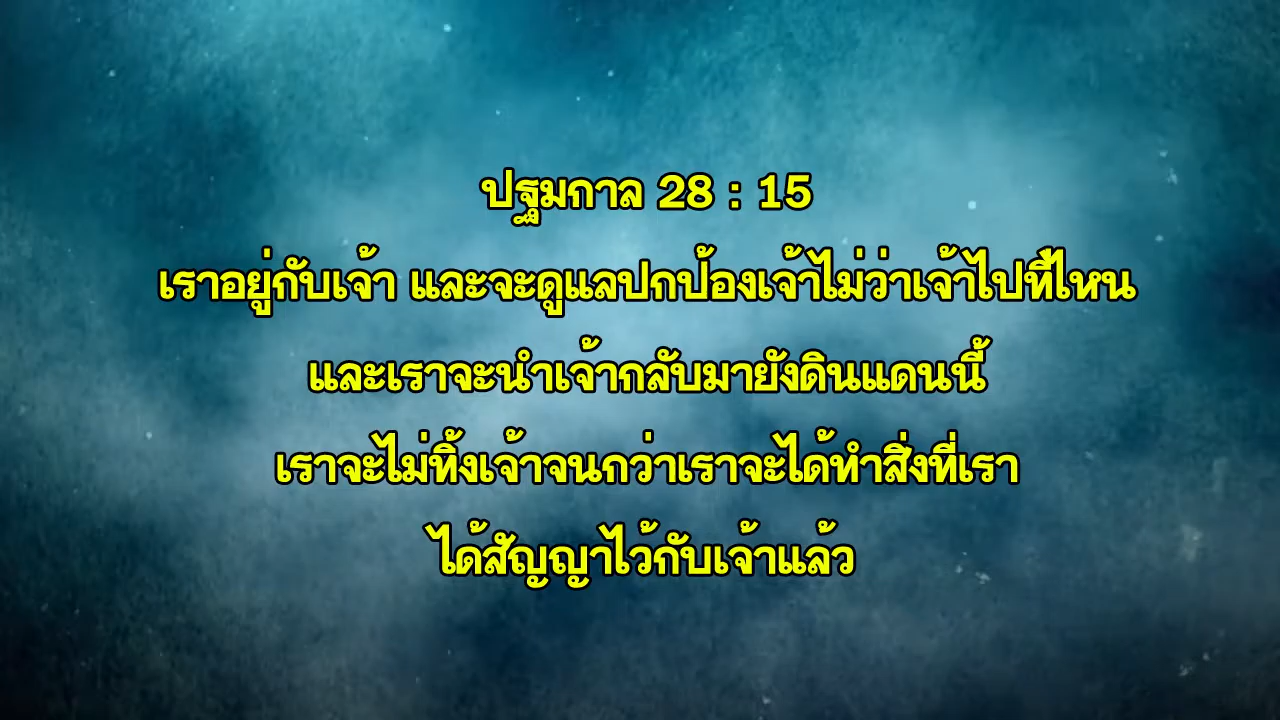 ปฐมกาล 28 : 15
เราอยู่กับเจ้า และจะดูแลปกป้องเจ้าไม่ว่าเจ้าไปที่ไหน
และเราจะนำเจ้ากลับมายังดินแดนนี้
เราจะไม่ทิ้งเจ้าจนกว่าเราจะได้ทำสิ่งที่เรา
ได้สัญญาไว้กับเจ้าแล้ว